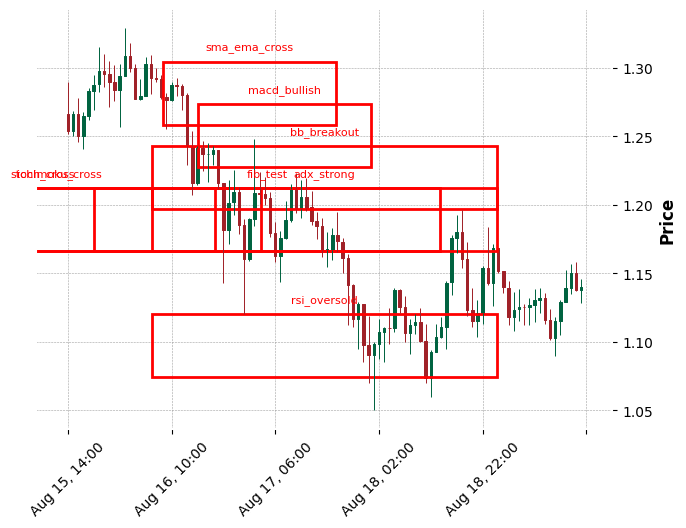 sma_ema_cross
1.30
macd_bullish
1.25
bb_breakout
fib_test
adx_strong
1.20
Price
1.15
rsi_oversold
1.10
1.05
Aug 15, 14:00
Aug 16, 10:00
Aug 17, 06:00
Aug 18, 02:00
Aug 18, 22:00